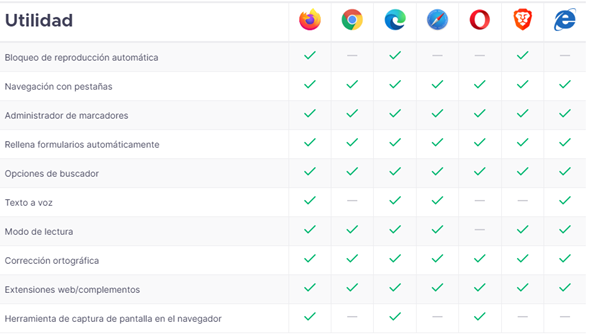 Utilidad
Bloqueo de reproducción automática
Navegación con pestañas
Administrador de marcadores
Rellena formularios automáticamente
Opciones de buscador
Texto a voz
Modo de lectura
Corrección ortográfica
Extensiones web/complementos
Herramienta de captura de pantalla en el navegador